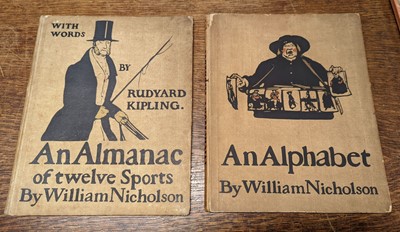 WITH
WORDS
BY
RUDYARD
KIPLING.
An Almanac
of twelve Sports
By William Nicholson
An Alphabet
By William Nicholson